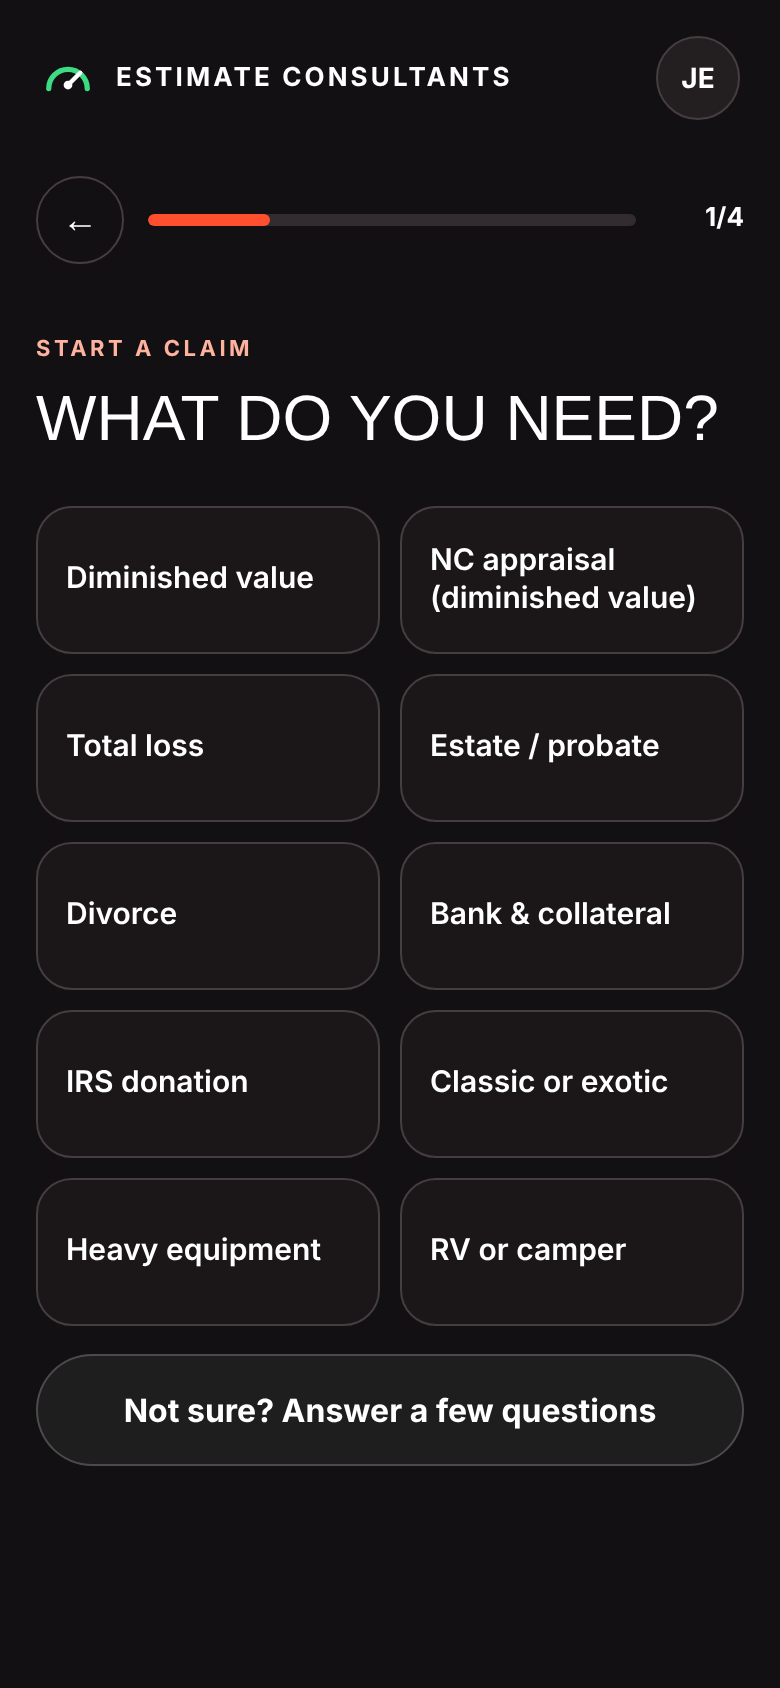 ESTIMATE CONSULTANTS
JE
←
1/4
START A CLAIM
WHAT DO YOU NEED?
Diminished value
NC appraisal
(diminished value)
Total loss
Estate / probate
Divorce
Bank & collateral
IRS donation
Classic or exotic
Heavy equipment
RV or camper
Not sure? Answer a few questions